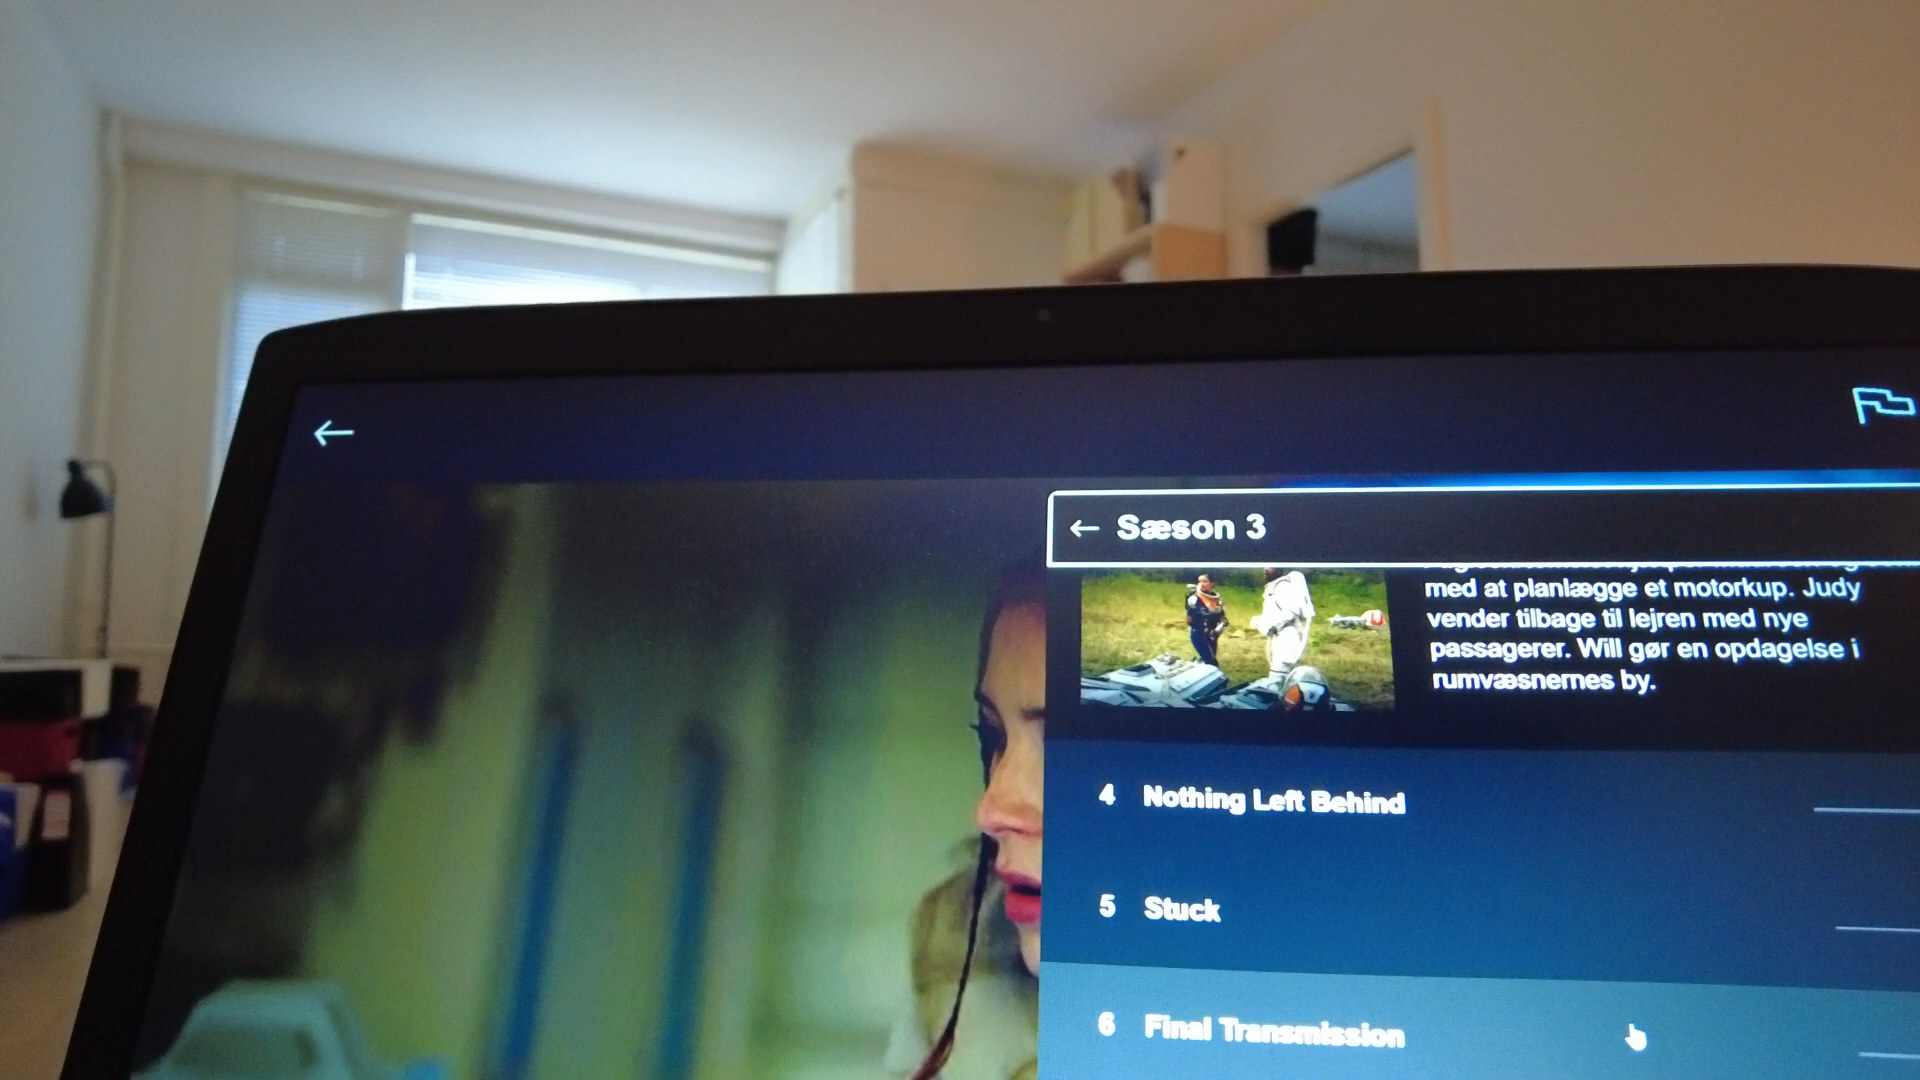 Sæson 3
med at planlægge et motorkup. Judy
vender tilbage til lejren med nye
passagerer. Will gør en opdagelse i
rumvæsnernes by.
4 Nothing Left Behind
5 Stuck
6 Final Transmission